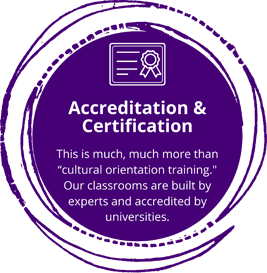 Accreditation &
Certification
This is much, much more than
“cultural orientation training."
Our classrooms are built by
experts and accredited by
universities.